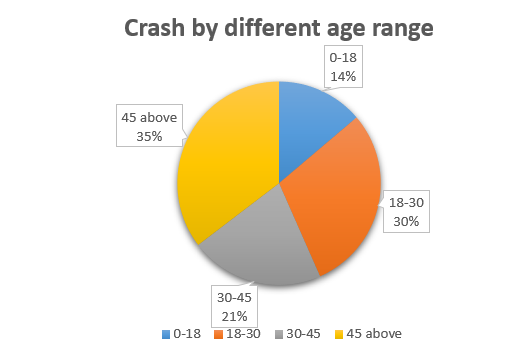 Crash by different age range
0-18
14%
45 above
35%
18-30
30%
30-45
21%
0-18 18-30 30-45 45 above